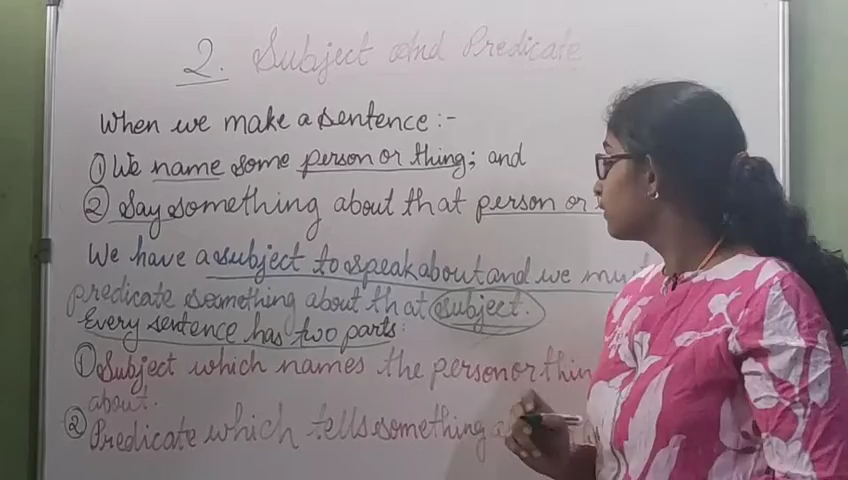 2. Subject And Predicate
When we make a sentence :-
① We name some person or thing; and
② Say something about that person or
We have a subject to speak about and we must
predicate soamething about that subject.
Every sentence has two parts:
① Subject which names the person or thin
about.
② Predicate which tells something a